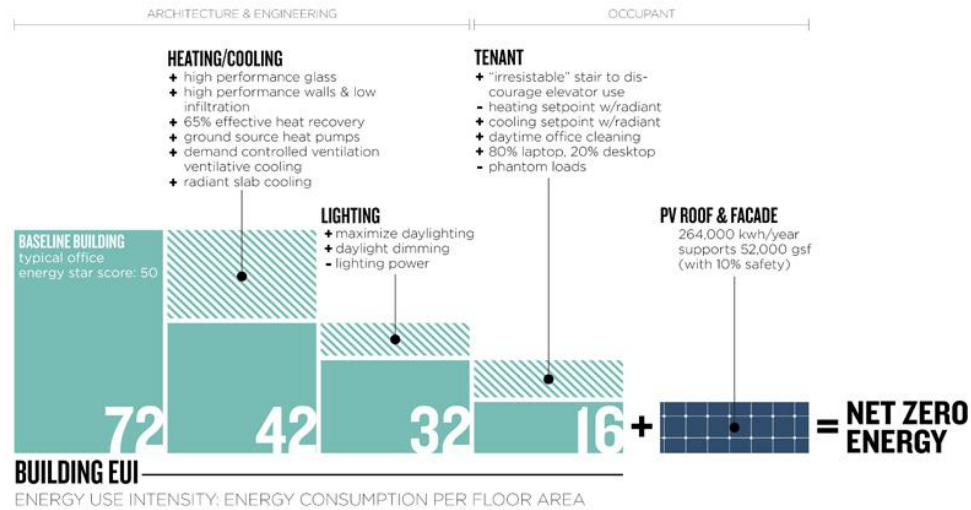 ARCHITECTURE & ENGINEERING
OCCUPANT
HEATING/COOLING
+ high performance glass
+ high performance walls & low
infiltration
+ 65% effective heat recovery
+ ground source heat pumps
+ demand controlled ventilation
ventilative cooling
+ radiant slab cooling
TENANT
+ "irresistable" stair to dis-
courage elevator use
- heating setpoint w/radiant
+ cooling setpoint w/radiant
+ daytime office cleaning
+ 80% laptop, 20% desktop
- phantom loads
LIGHTING
+ maximize daylighting
+ daylight dimming
- lighting power
PV ROOF & FACADE
264,000 kwh/year
supports 52,000 gsf
(with 10% safety)
BASELINE BUILDING
typical office
energy star score: 50
72
42
32
16
+
= NET ZERO
ENERGY
BUILDING EUI
ENERGY USE INTENSITY: ENERGY CONSUMPTION PER FLOOR AREA